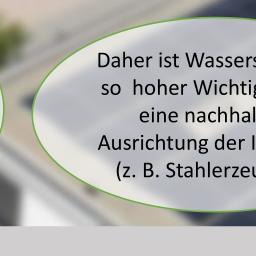 Daher ist Wassers
so hoher Wichtig
eine nachhal
Ausrichtung der I
(z. B. Stahlerzeu